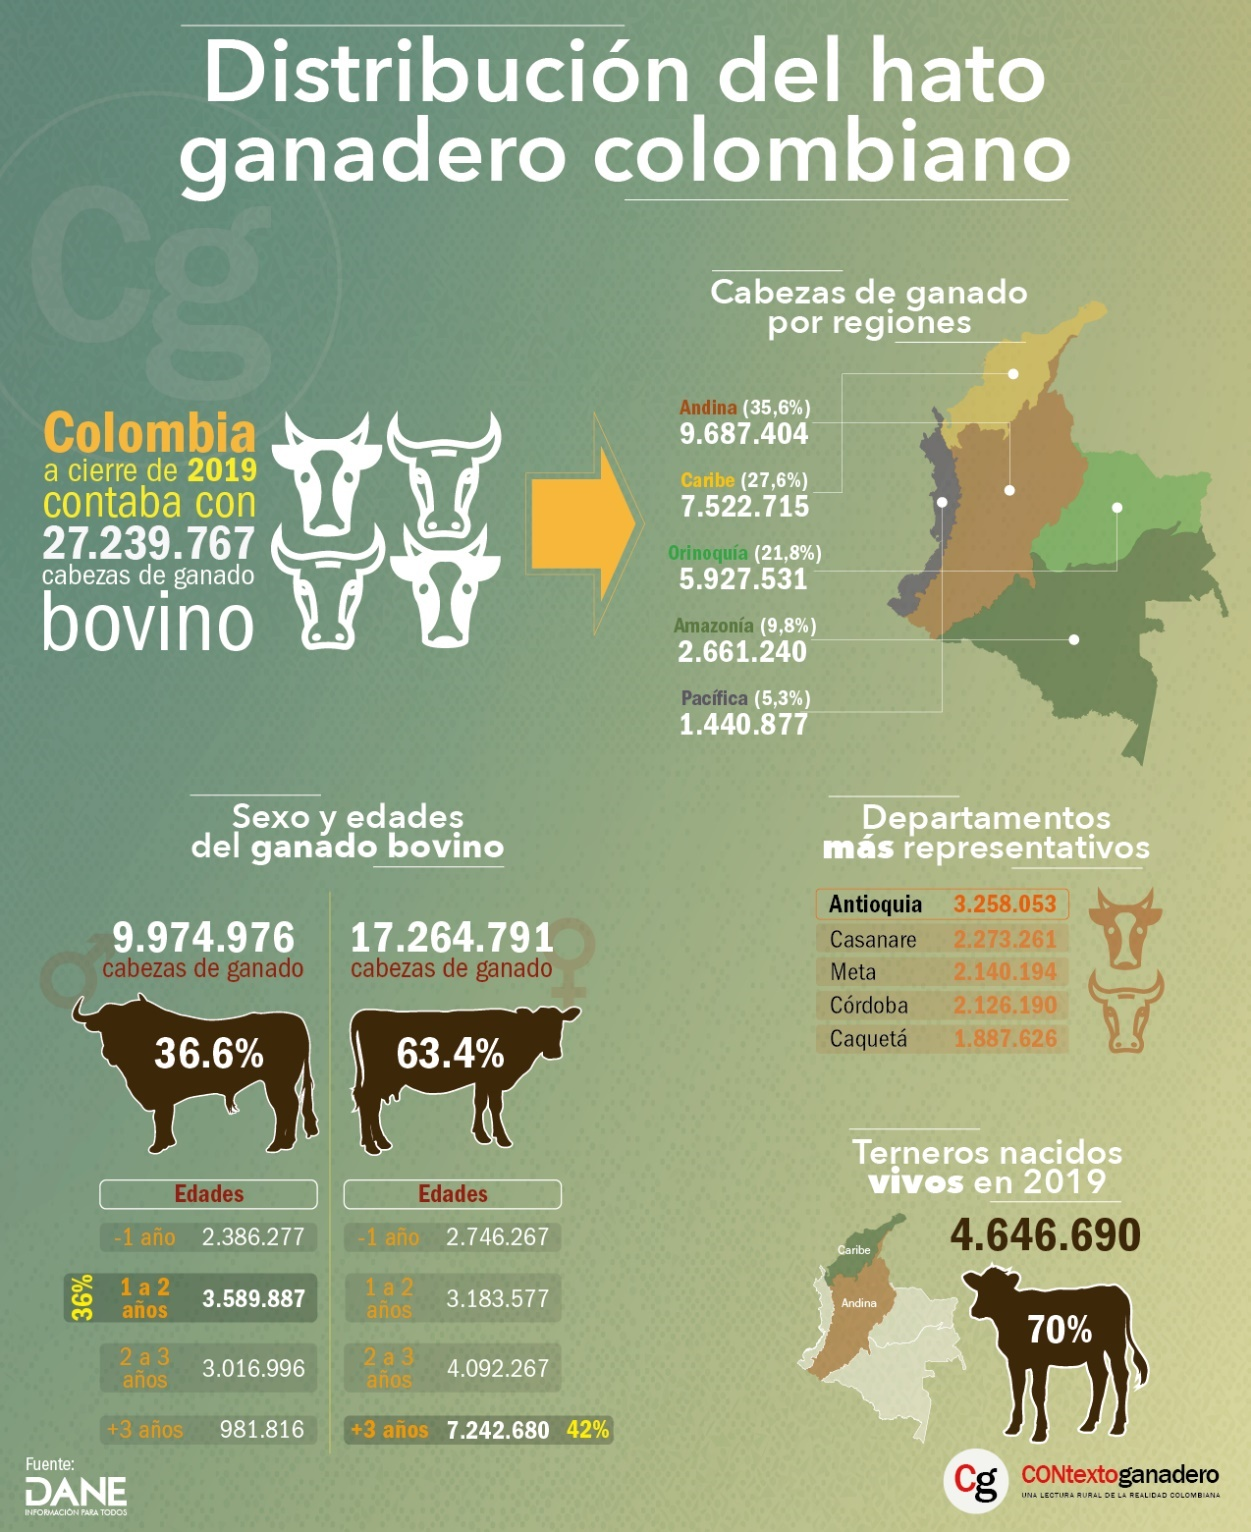 Cg
Distribución del hato
ganadero colombiano
Colombia
a cierre de 2019
contaba con
27.239.767
cabezas de ganado
bovino
Cabezas de ganado
por regiones
Andina (35,6%)
9.687.404
Caribe (27,6%)
7.522.715
Orinoquía (21,8%)
5.927.531
Amazonía (9,8%)
2.661.240
Pacífica (5,3%)
1.440.877
Sexo y edades
del ganado bovino
9.974.976
cabezas de ganado
36.6%
Edades
-1 año 2.386.277
36%
1 a 2
años
3.589.887
2 a 3
años
3.016.996
+3 años 981.816
17.264.791
cabezas de ganado
63.4%
Edades
-1 año 2.746.267
1 a 2
años
3.183.577
2 a 3
años
4.092.267
+3 años 7.242.680 42%
Departamentos
más representativos
Antioquia 3.258.053
Casanare 2.273.261
Meta 2.140.194
Córdoba 2.126.190
Caquetá 1.887.626
Terneros nacidos
vivos en 2019
4.646.690
Caribe
Andina
70%
Fuente:
DANE
INFORMACIÓN PARA TODOS
Cg
CONtextoganadero
UNA LECTURA RURAL DE LA REALIDAD COLOMBIANA